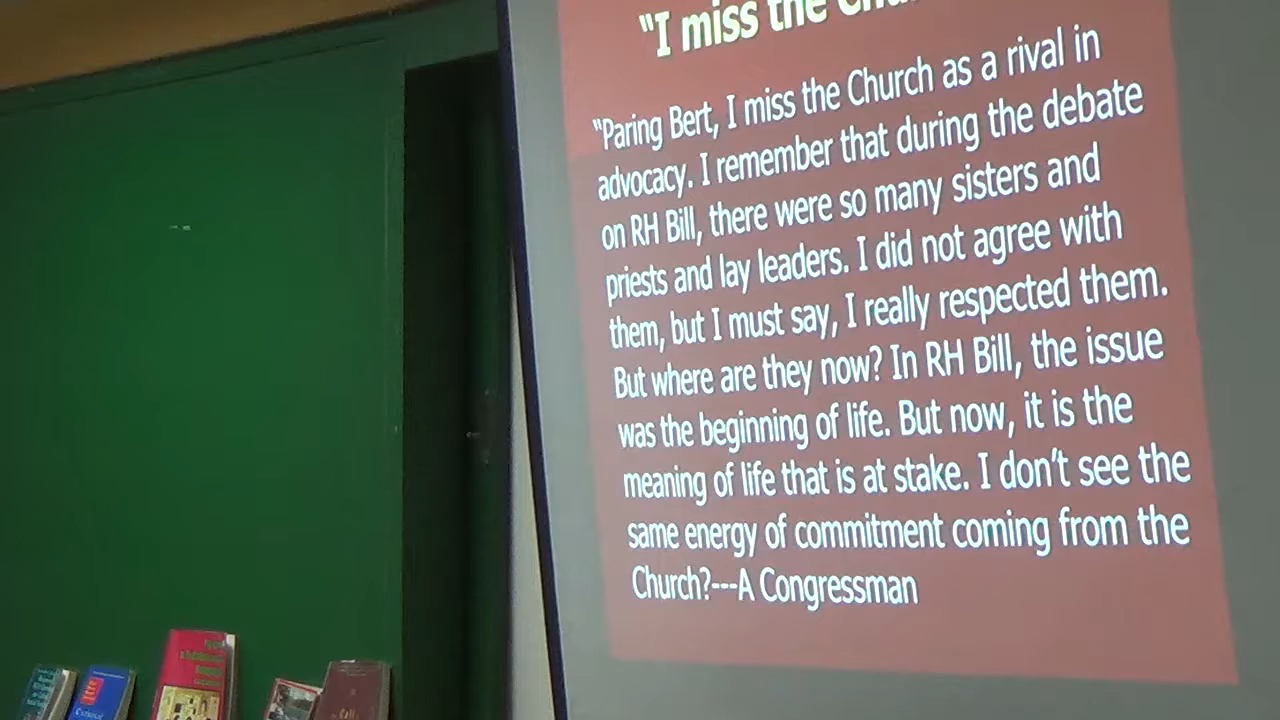 “I miss the
“Paring Bert, I miss the Church as a rival in
advocacy. I remember that during the debate
on RH Bill, there were so many sisters and
priests and lay leaders. I did not agree with
them, but I must say, I really respected them.
But where are they now? In RH Bill, the issue
was the beginning of life. But now, it is the
meaning of life that is at stake. I don't see the
same energy of commitment coming from the
Church?---A Congressman